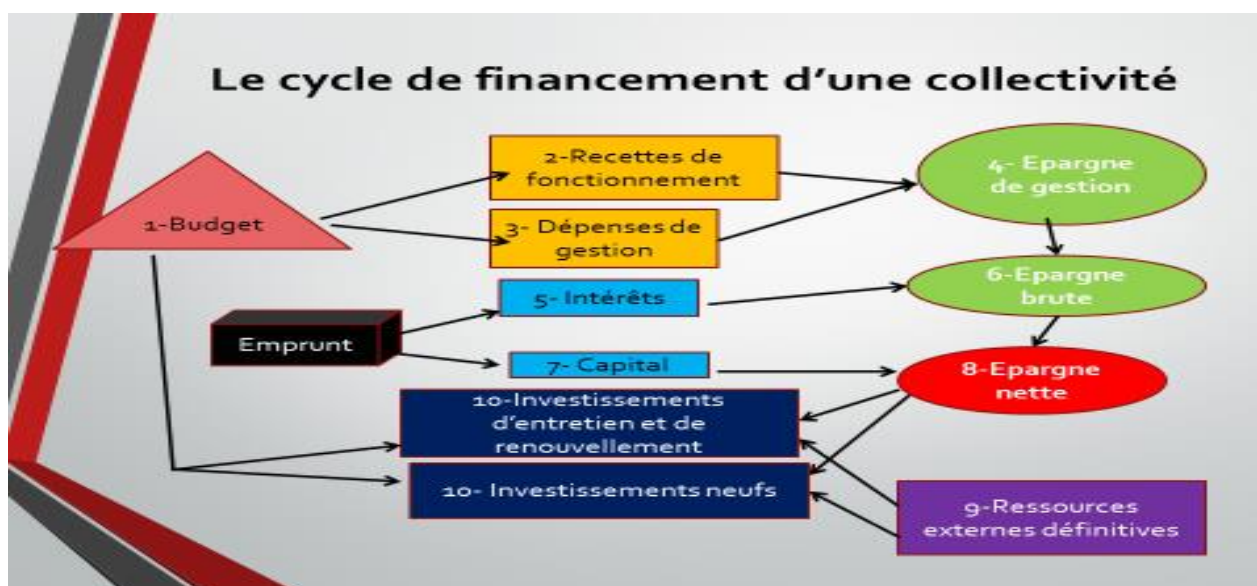 Le cycle de financement d'une collectivité
1-Budget
2-Recettes de
fonctionnement
3- Dépenses de
gestion
4- Epargne
de gestion
5- Intérêts
6-Epargne
brute
Emprunt
7- Capital
8-Epargne
nette
10-Investissements
d'entretien et de
renouvellement
10- Investissements neufs
9-Ressources
externes définitives